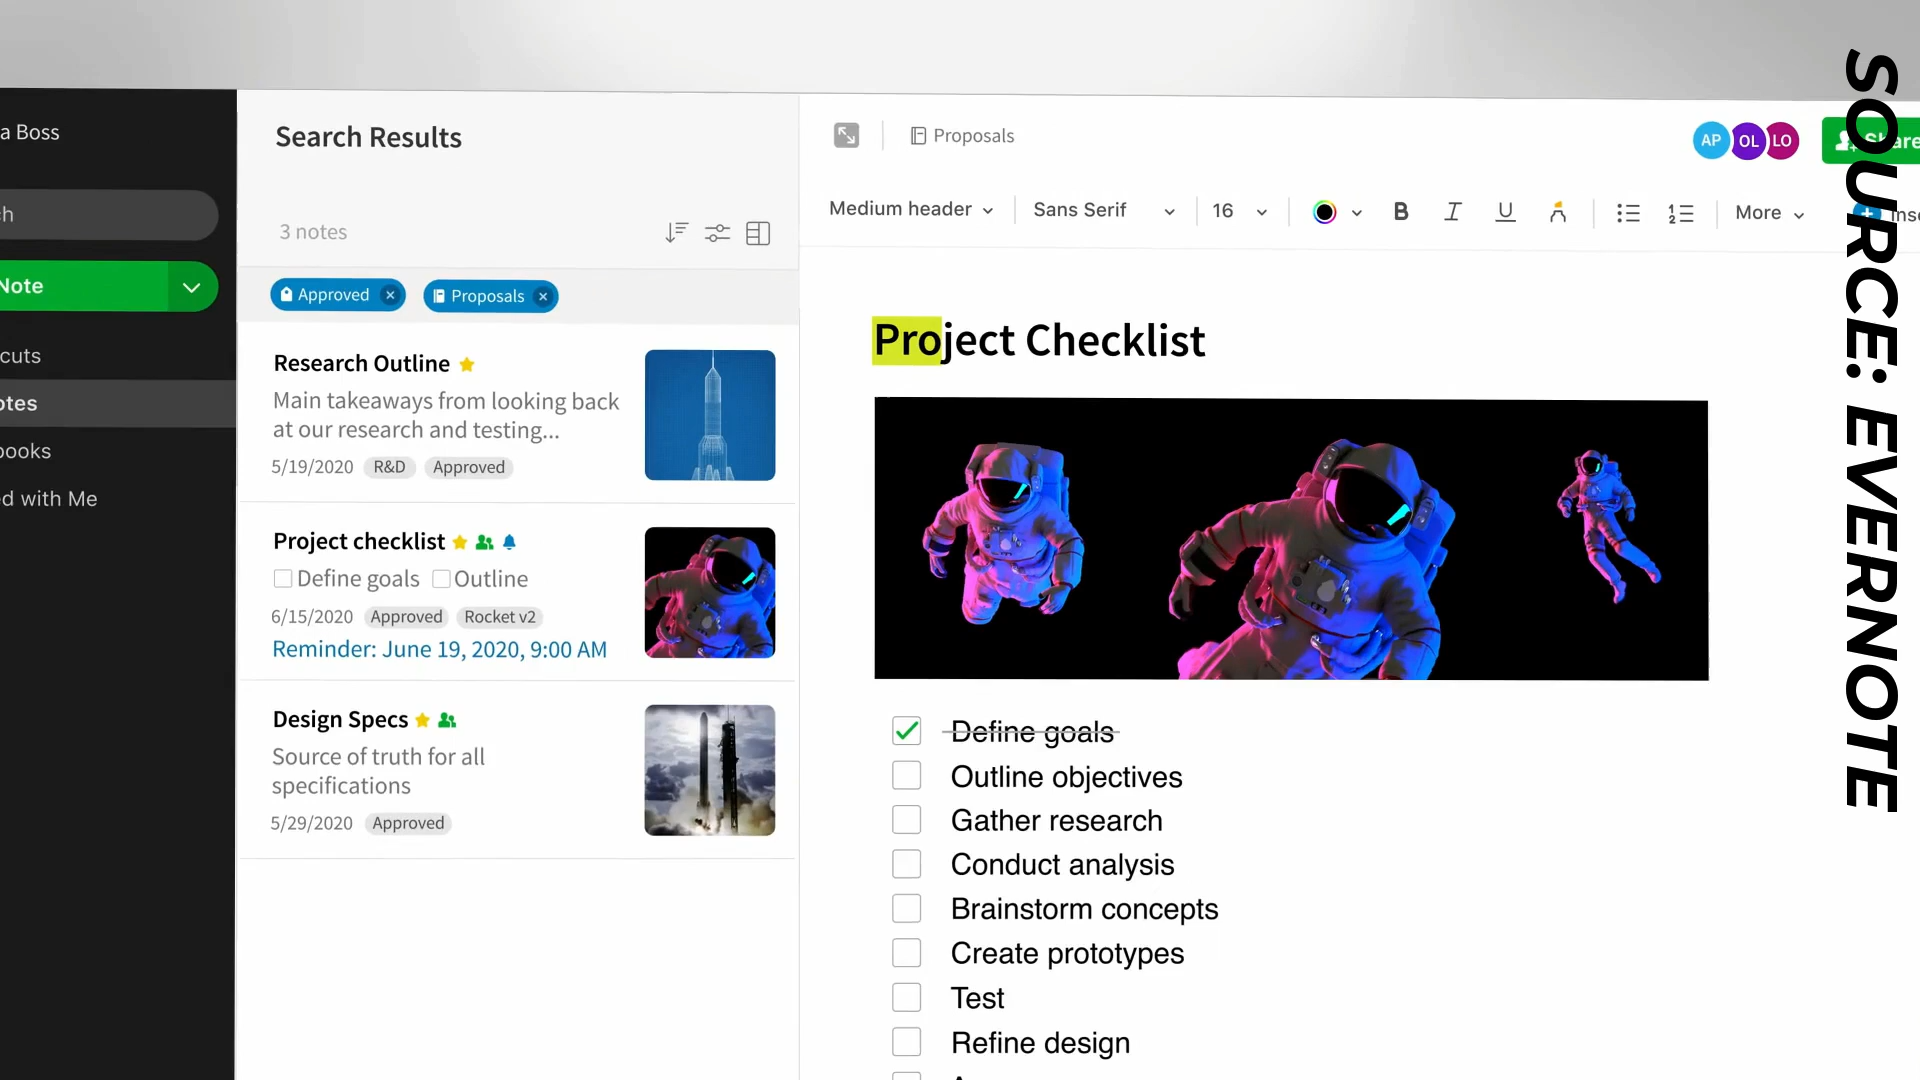 a Boss
Note
otes
ed with Me
Search Results
3 notes
Approved
Proposals
Research Outline
Main takeaways from looking back
at our research and testing...
5/19/2020 R&D Approved
Project checklist
Define goals Outline
6/15/2020 Approved Rocket v2
Reminder: June 19, 2020, 9:00 AM
Design Specs
Source of truth for all
specifications
5/29/2020 Approved
Proposals
AP OL LO
Share
Medium header Sans Serif 16 B I U More
Project Checklist
Define goals
Outline objectives
Gather research
Conduct analysis
Brainstorm concepts
Create prototypes
Test
Refine design
SOURCE: EVERNOTE